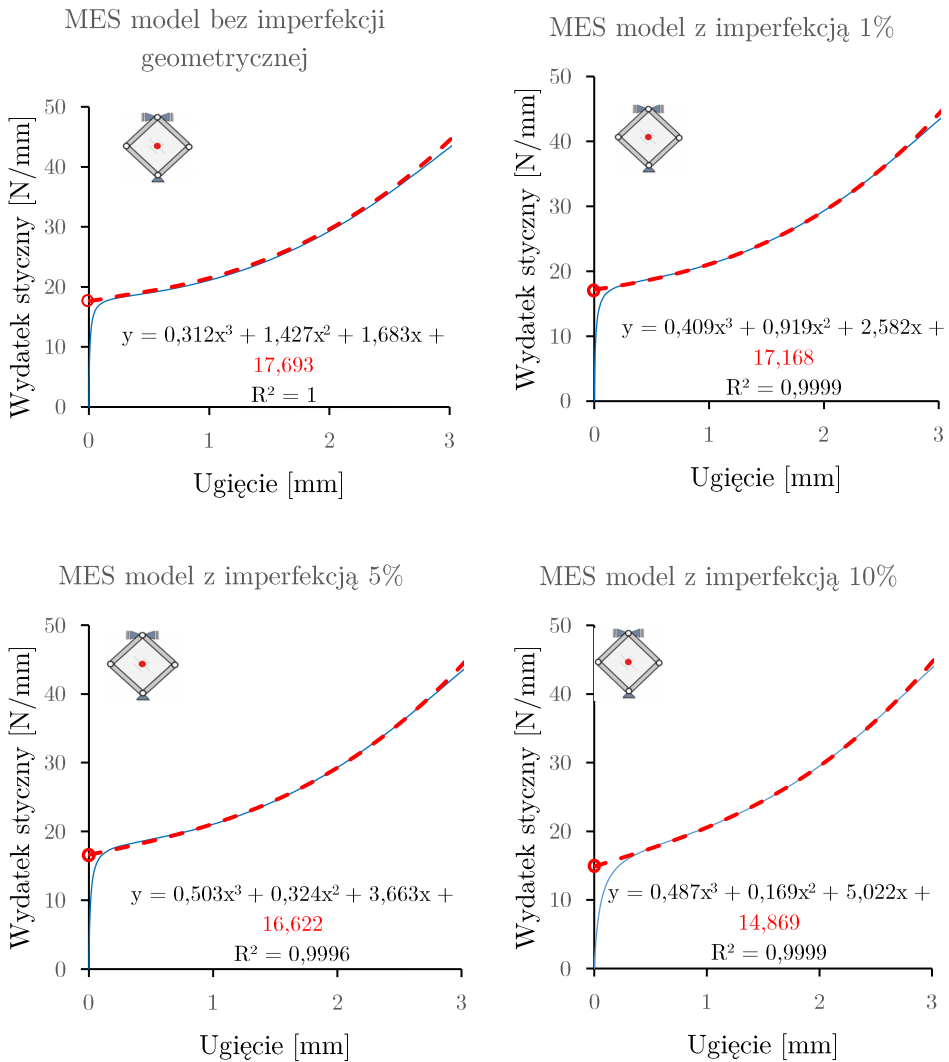 MES model bez imperfekcji
geometrycznej
Wydatek styczny [N/mm]
50
40
30
20
10
0
y = 0,312x³ + 1,427x² + 1,683x +
17,693
R² = 1
0 1 2 3
Ugięcie [mm]
MES model z imperfekcją 1%
Wydatek styczny [N/mm]
50
40
30
20
10
0
y = 0,409x³ + 0,919x² + 2,582x +
17,168
R² = 0,9999
0 1 2 3
Ugięcie [mm]
MES model z imperfekcją 5%
Wydatek styczny [N/mm]
50
40
30
20
10
0
y = 0,503x³ + 0,324x² + 3,663x +
16,622
R² = 0,9996
0 1 2 3
Ugięcie [mm]
MES model z imperfekcją 10%
Wydatek styczny [N/mm]
50
40
30
20
10
0
y = 0,487x³ + 0,169x² + 5,022x +
14,869
R² = 0,9999
0 1 2 3
Ugięcie [mm]